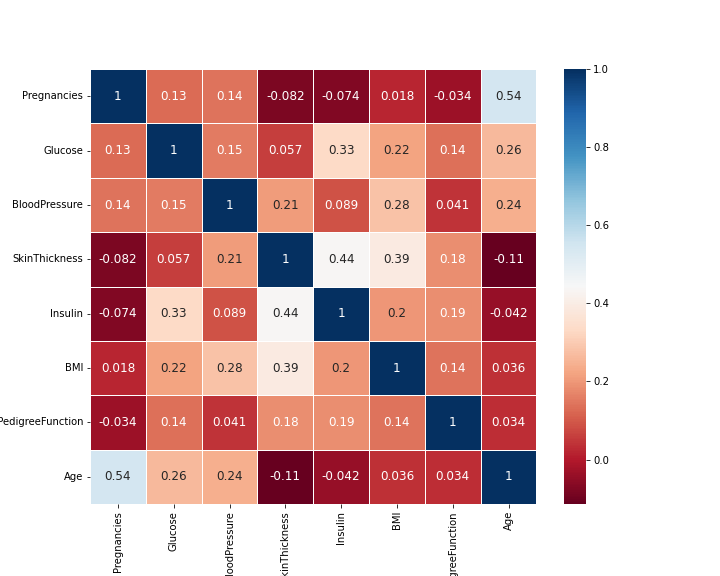 Pregnancies 1 0.13 0.14 -0.082 -0.074 0.018 -0.034 0.54
Glucose 0.13 1 0.15 0.057 0.33 0.22 0.14 0.26
BloodPressure 0.14 0.15 1 0.21 0.089 0.28 0.041 0.24
SkinThickness -0.082 0.057 0.21 1 0.44 0.39 0.18 -0.11
Insulin -0.074 0.33 0.089 0.44 1 0.2 0.19 -0.042
BMI 0.018 0.22 0.28 0.39 0.2 1 0.14 0.036
PedigreeFunction -0.034 0.14 0.041 0.18 0.19 0.14 1 0.034
Age 0.54 0.26 0.24 -0.11 -0.042 0.036 0.034 1
Pregnancies
Glucose
loodPressure
kinThickness
Insulin
BMI
greeFunction
Age
1.0
0.8
0.6
0.4
0.2
0.0